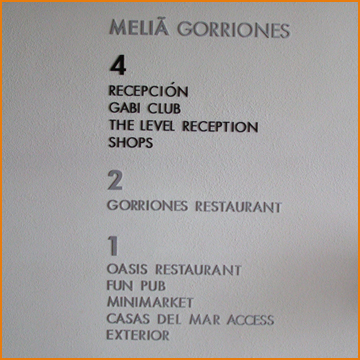 MELIÃ GORRIONES
4
RECEPCIÓN
GABI CLUB
THE LEVEL RECEPTION
SHOPS
2
GORRIONES RESTAURANT
1
OASIS RESTAURANT
FUN PUB
MINIMARKET
CASAS DEL MAR ACCESS
EXTERIOR